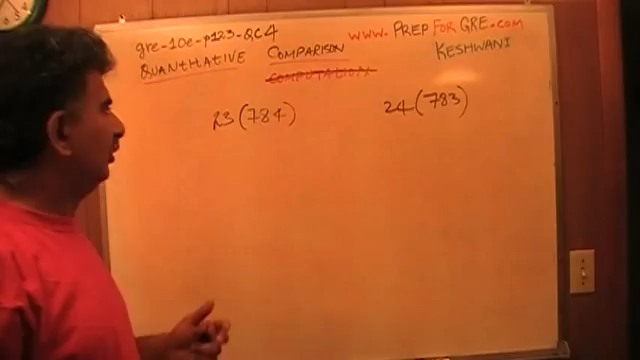 gre-10e-p123-QC4
www.PREPFORGRE.com
QUANTITATIVE COMPARISON
KESHWANI
COMPUTATION
23(784)
24(783)